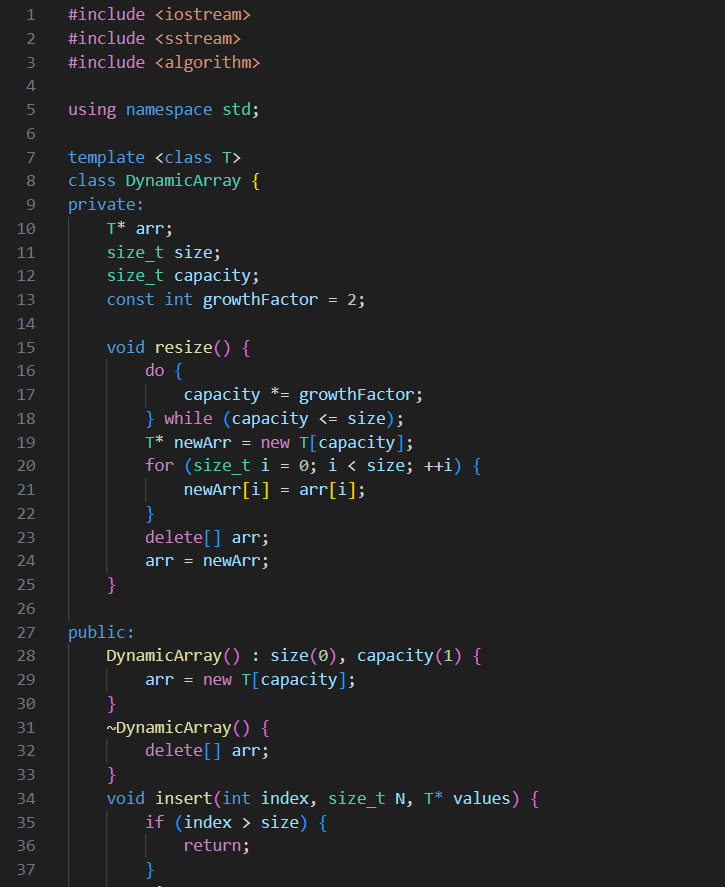 1 #include <iostream>
2 #include <sstream>
3 #include <algorithm>
4
5 using namespace std;
6
7 template <class T>
8 class DynamicArray {
9 private:
10     T* arr;
11     size_t size;
12     size_t capacity;
13     const int growthFactor = 2;
14
15     void resize() {
16         do {
17             capacity *= growthFactor;
18         } while (capacity <= size);
19         T* newArr = new T[capacity];
20         for (size_t i = 0; i < size; ++i) {
21             newArr[i] = arr[i];
22         }
23         delete[] arr;
24         arr = newArr;
25     }
26
27 public:
28     DynamicArray() : size(0), capacity(1) {
29         arr = new T[capacity];
30     }
31     ~DynamicArray() {
32         delete[] arr;
33     }
34     void insert(int index, size_t N, T* values) {
35         if (index > size) {
36             return;
37         }